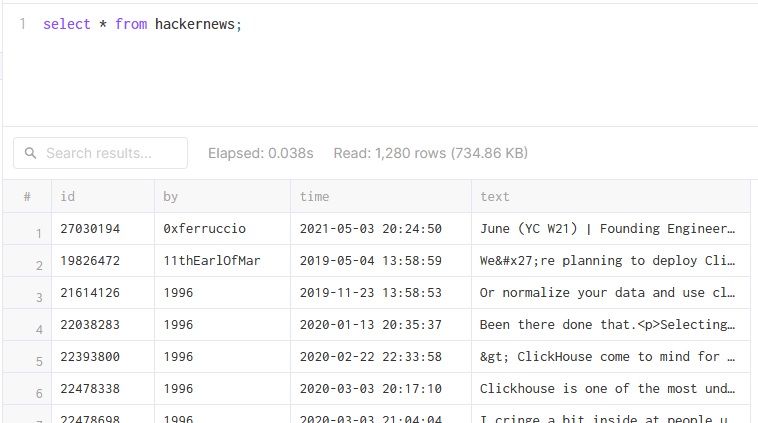 1 select * from hackernews;
Search results... Elapsed: 0.038s Read: 1,280 rows (734.86 KB)
# id by time text
1 27030194 0xferruccio 2021-05-03 20:24:50 June (YC W21) | Founding Engineer…
2 19826472 11thEarlOfMar 2019-05-04 13:58:59 We&#x27;re planning to deploy Cli…
3 21614126 1996 2019-11-23 13:58:53 Or normalize your data and use cl…
4 22038283 1996 2020-01-13 20:35:37 Been there done that.<p>Selecting…
5 22393800 1996 2020-02-22 22:33:58 &gt; ClickHouse come to mind for …
6 22478338 1996 2020-03-03 20:17:10 Clickhouse is one of the most und…
22478698 1996 2020-03-03 21:04:04 I cringe a bit inside at people u…